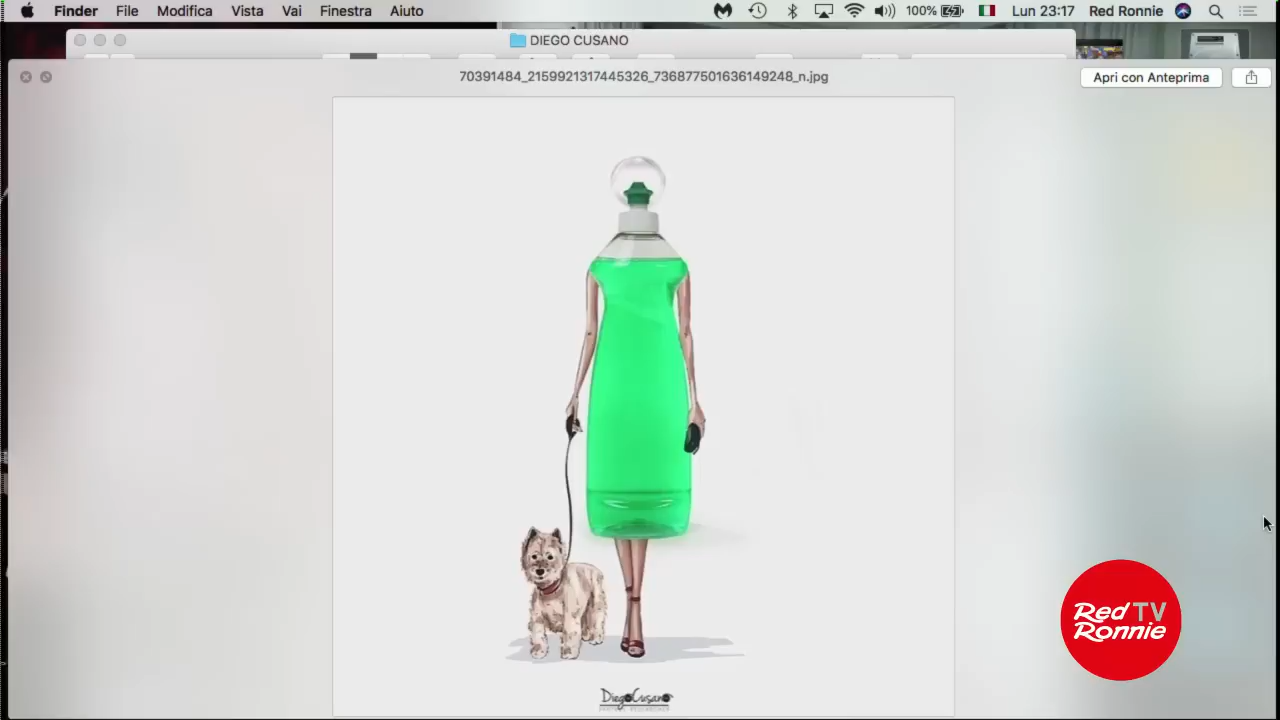 Finder File Modifica Vista Vai Finestra Aiuto 100% Lun 23:17 Red Ronnie
DIEGO CUSANO
70391484_2159921317445326_736877501636149248_n.jpg
Apri con Anteprima
Red TV
Ronnie
DiegoCusano